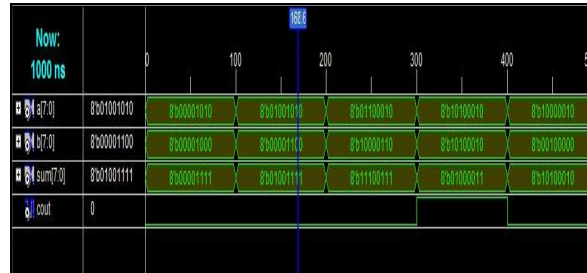 168.6
Now:
1000 ns
0 100 200 300 400
a[7:0] 8'b01001010 8'b00001010 8'b01001010 8'b01100010 8'b10100010 8'b10000010
b[7:0] 8'b00001100 8'b00001000 8'b00001100 8'b10000110 8'b10100010 8'b00100000
sum[7:0] 8'b01001111 8'b00001111 8'b01001111 8'b11100111 8'b01000011 8'b10100010
cout 0